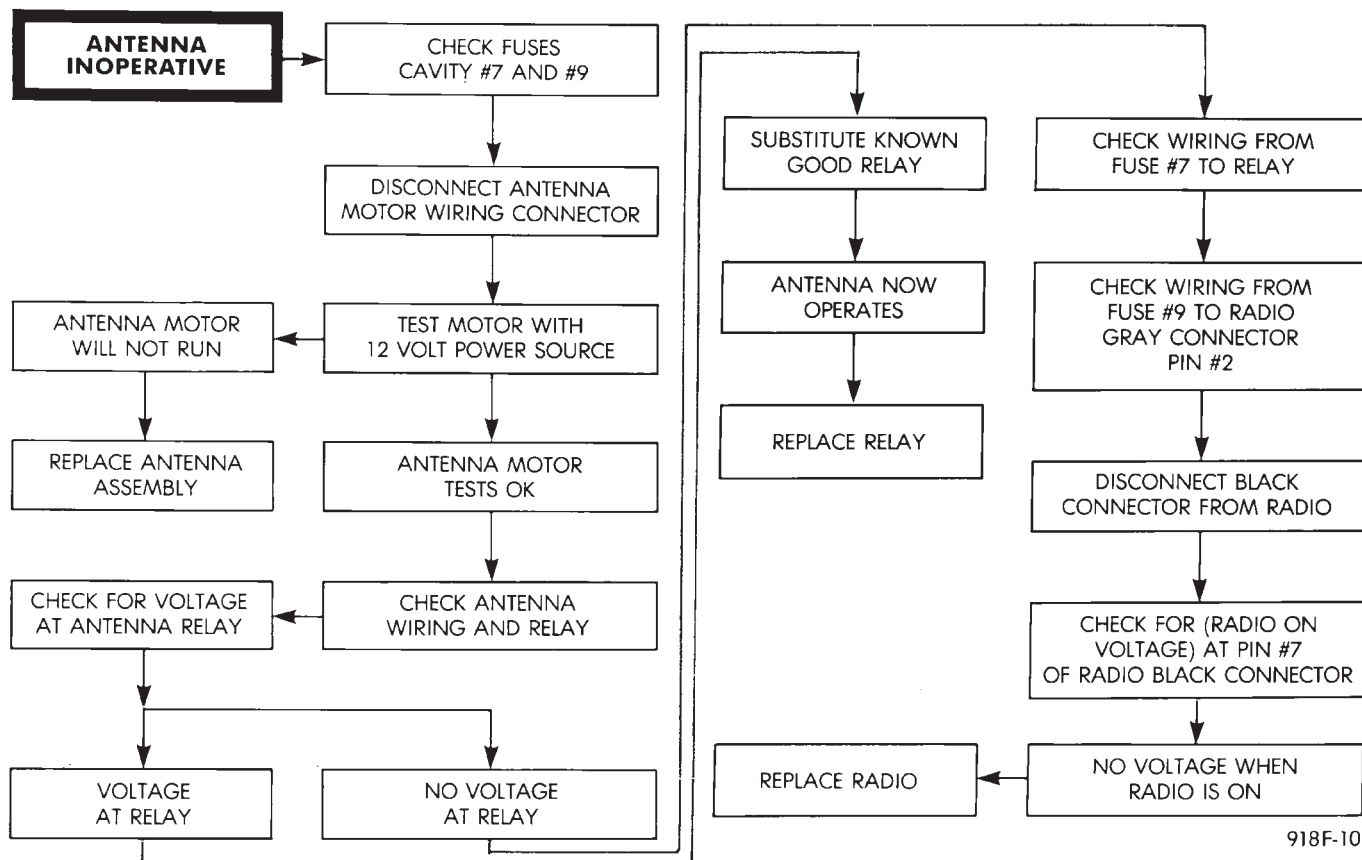 ANTENNA
INOPERATIVE
CHECK FUSES
CAVITY #7 AND #9
DISCONNECT ANTENNA
MOTOR WIRING CONNECTOR
TEST MOTOR WITH
12 VOLT POWER SOURCE
ANTENNA MOTOR
WILL NOT RUN
REPLACE ANTENNA
ASSEMBLY
ANTENNA MOTOR
TESTS OK
CHECK ANTENNA
WIRING AND RELAY
CHECK FOR VOLTAGE
AT ANTENNA RELAY
VOLTAGE
AT RELAY
NO VOLTAGE
AT RELAY
SUBSTITUTE KNOWN
GOOD RELAY
ANTENNA NOW
OPERATES
REPLACE RELAY
CHECK WIRING FROM
FUSE #7 TO RELAY
CHECK WIRING FROM
FUSE #9 TO RADIO
GRAY CONNECTOR
PIN #2
DISCONNECT BLACK
CONNECTOR FROM RADIO
CHECK FOR (RADIO ON
VOLTAGE) AT PIN #7
OF RADIO BLACK CONNECTOR
NO VOLTAGE WHEN
RADIO IS ON
REPLACE RADIO
918F-10